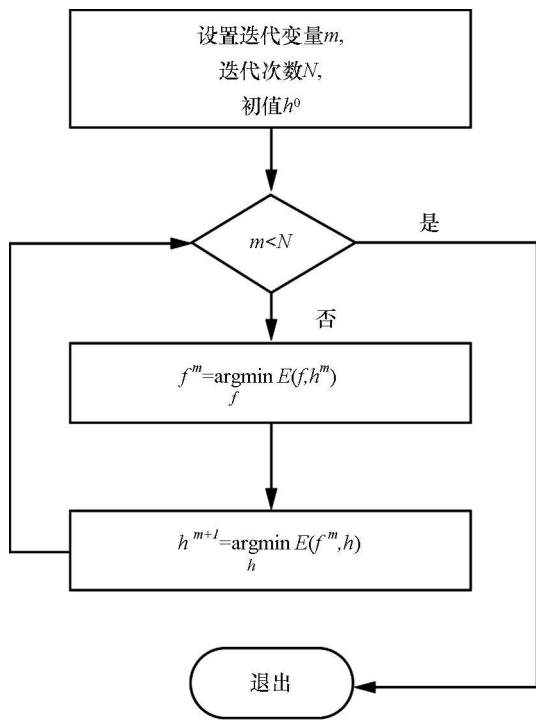 设置迭代变量m,
迭代次数N,
初值h⁰
m<N
是
否
fᵐ=argmin E(f,hᵐ)
f
hᵐ⁺¹=argmin E(fᵐ,h)
h
退出